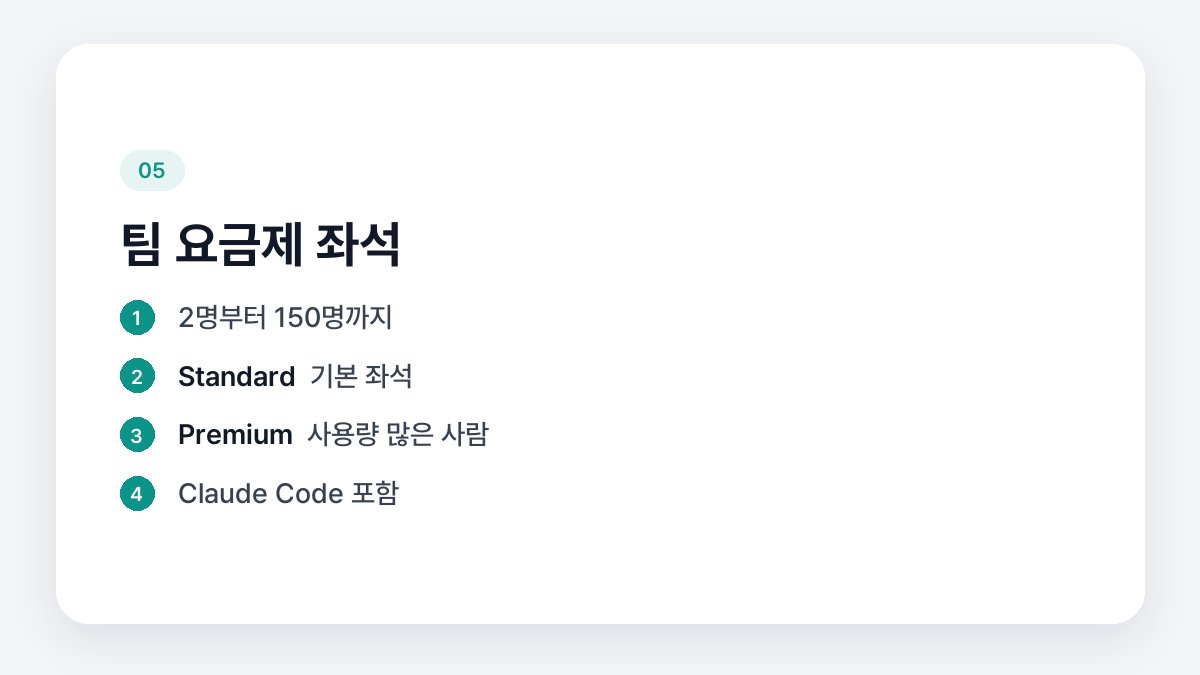 05
팀 요금제 좌석
1 2명부터 150명까지
2 Standard 기본 좌석
3 Premium 사용량 많은 사람
4 Claude Code 포함